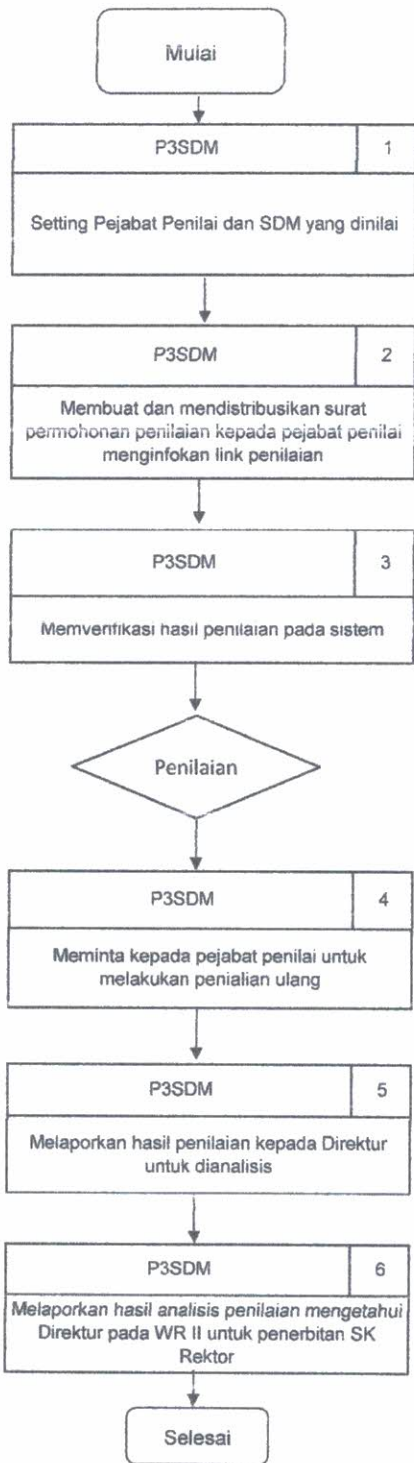 Mulai
P3SDM 1
Setting Pejabat Penilai dan SDM yang dinilai
P3SDM 2
Membuat dan mendistribusikan surat
permohonan penilaian kepada pejabat penilai
menginfokan link penilaian
P3SDM 3
Memverifikasi hasil penilaian pada sistem
Penilaian
P3SDM 4
Meminta kepada pejabat penilai untuk
melakukan penialian ulang
P3SDM 5
Melaporkan hasil penilaian kepada Direktur
untuk dianalisis
P3SDM 6
Melaporkan hasil analisis penilaian mengetahui
Direktur pada WR II untuk penerbitan SK
Rektor
Selesai